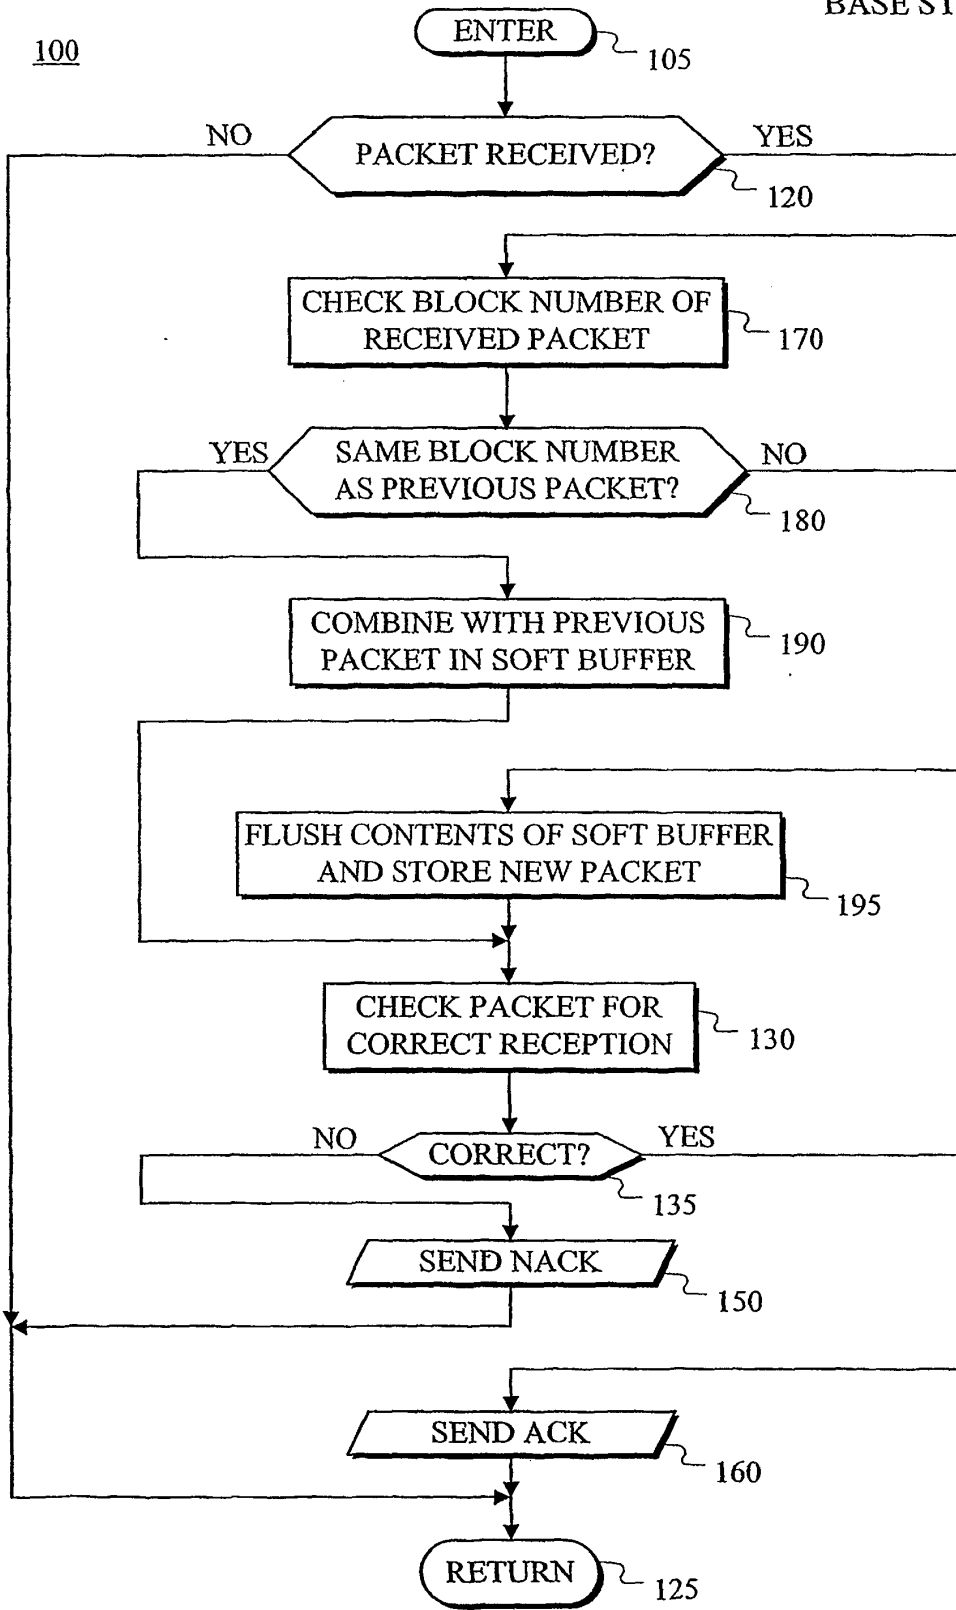 BASE ST
100
ENTER
105
NO
YES
PACKET RECEIVED?
120
CHECK BLOCK NUMBER OF
RECEIVED PACKET
170
YES
SAME BLOCK NUMBER
AS PREVIOUS PACKET?
NO
180
COMBINE WITH PREVIOUS
PACKET IN SOFT BUFFER
190
FLUSH CONTENTS OF SOFT BUFFER
AND STORE NEW PACKET
195
CHECK PACKET FOR
CORRECT RECEPTION
130
NO
CORRECT?
YES
135
SEND NACK
150
SEND ACK
160
RETURN
125